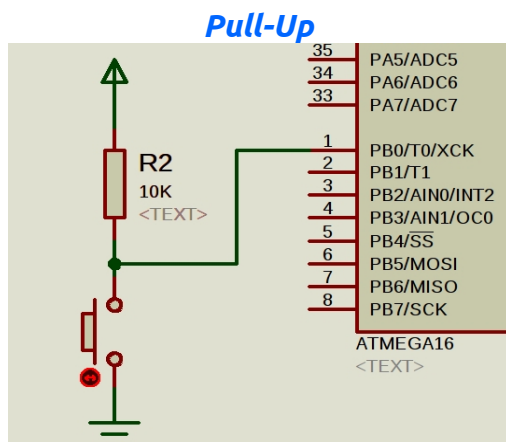 Pull-Up
35 PA5/ADC5
34 PA6/ADC6
33 PA7/ADC7
1 PB0/T0/XCK
2 PB1/T1
3 PB2/AIN0/INT2
4 PB3/AIN1/OC0
5 PB4/SS
6 PB5/MOSI
7 PB6/MISO
8 PB7/SCK
ATMEGA16
<TEXT>
R2
10K
<TEXT>